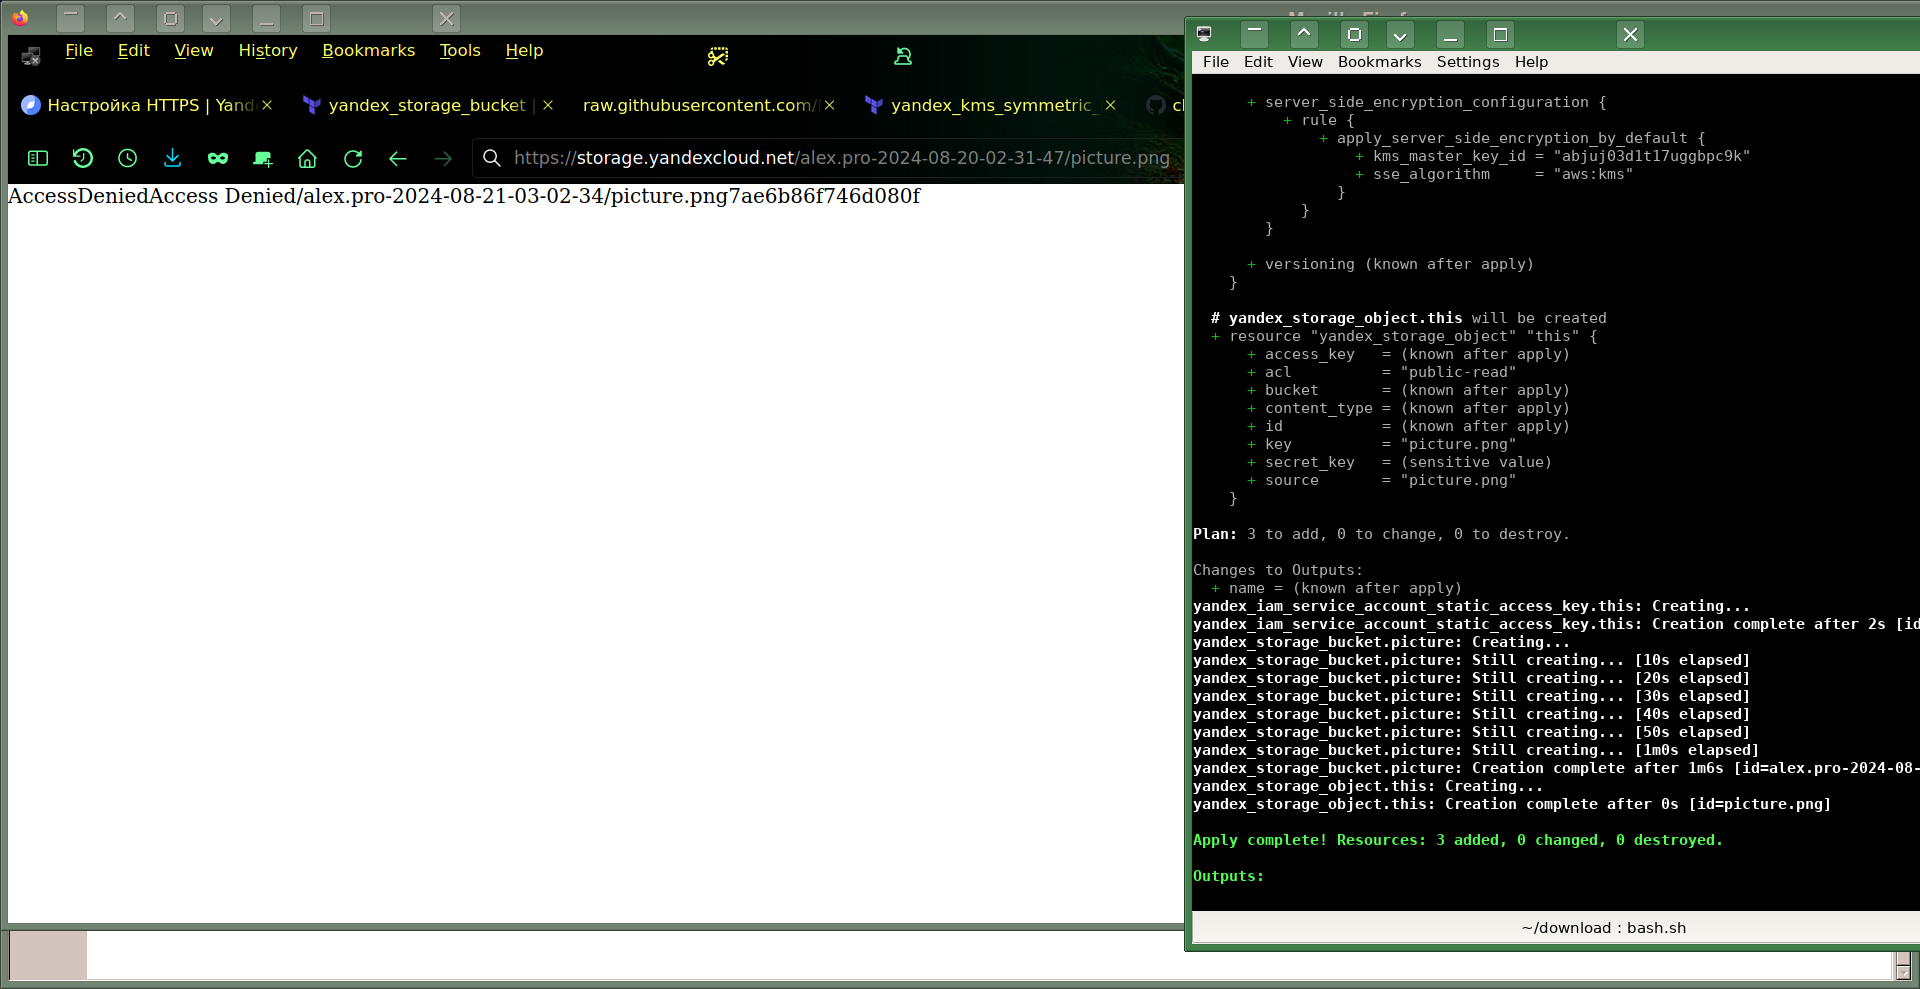 File Edit View History Bookmarks Tools Help
Настройка HTTPS | Yand
yandex_storage_bucket |
raw.githubusercontent.com/
yandex_kms_symmetric_
https://storage.yandexcloud.net/alex.pro-2024-08-20-02-31-47/picture.png
AccessDeniedAccess Denied/alex.pro-2024-08-21-03-02-34/picture.png7ae6b86f746d080f
File Edit View Bookmarks Settings Help
+ server_side_encryption_configuration {
+ rule {
+ apply_server_side_encryption_by_default {
+ kms_master_key_id = "abjuj03d1t17uggbpc9k"
+ sse_algorithm     = "aws:kms"
}
}
}
+ versioning (known after apply)
}
# yandex_storage_object.this will be created
+ resource "yandex_storage_object" "this" {
+ access_key   = (known after apply)
+ acl          = "public-read"
+ bucket       = (known after apply)
+ content_type = (known after apply)
+ id           = (known after apply)
+ key          = "picture.png"
+ secret_key   = (sensitive value)
+ source       = "picture.png"
}
Plan: 3 to add, 0 to change, 0 to destroy.
Changes to Outputs:
+ name = (known after apply)
yandex_iam_service_account_static_access_key.this: Creating...
yandex_iam_service_account_static_access_key.this: Creation complete after 2s [id
yandex_storage_bucket.picture: Creating...
yandex_storage_bucket.picture: Still creating... [10s elapsed]
yandex_storage_bucket.picture: Still creating... [20s elapsed]
yandex_storage_bucket.picture: Still creating... [30s elapsed]
yandex_storage_bucket.picture: Still creating... [40s elapsed]
yandex_storage_bucket.picture: Still creating... [50s elapsed]
yandex_storage_bucket.picture: Still creating... [1m0s elapsed]
yandex_storage_bucket.picture: Creation complete after 1m6s [id=alex.pro-2024-08-
yandex_storage_object.this: Creating...
yandex_storage_object.this: Creation complete after 0s [id=picture.png]
Apply complete! Resources: 3 added, 0 changed, 0 destroyed.
Outputs:
~/download : bash.sh